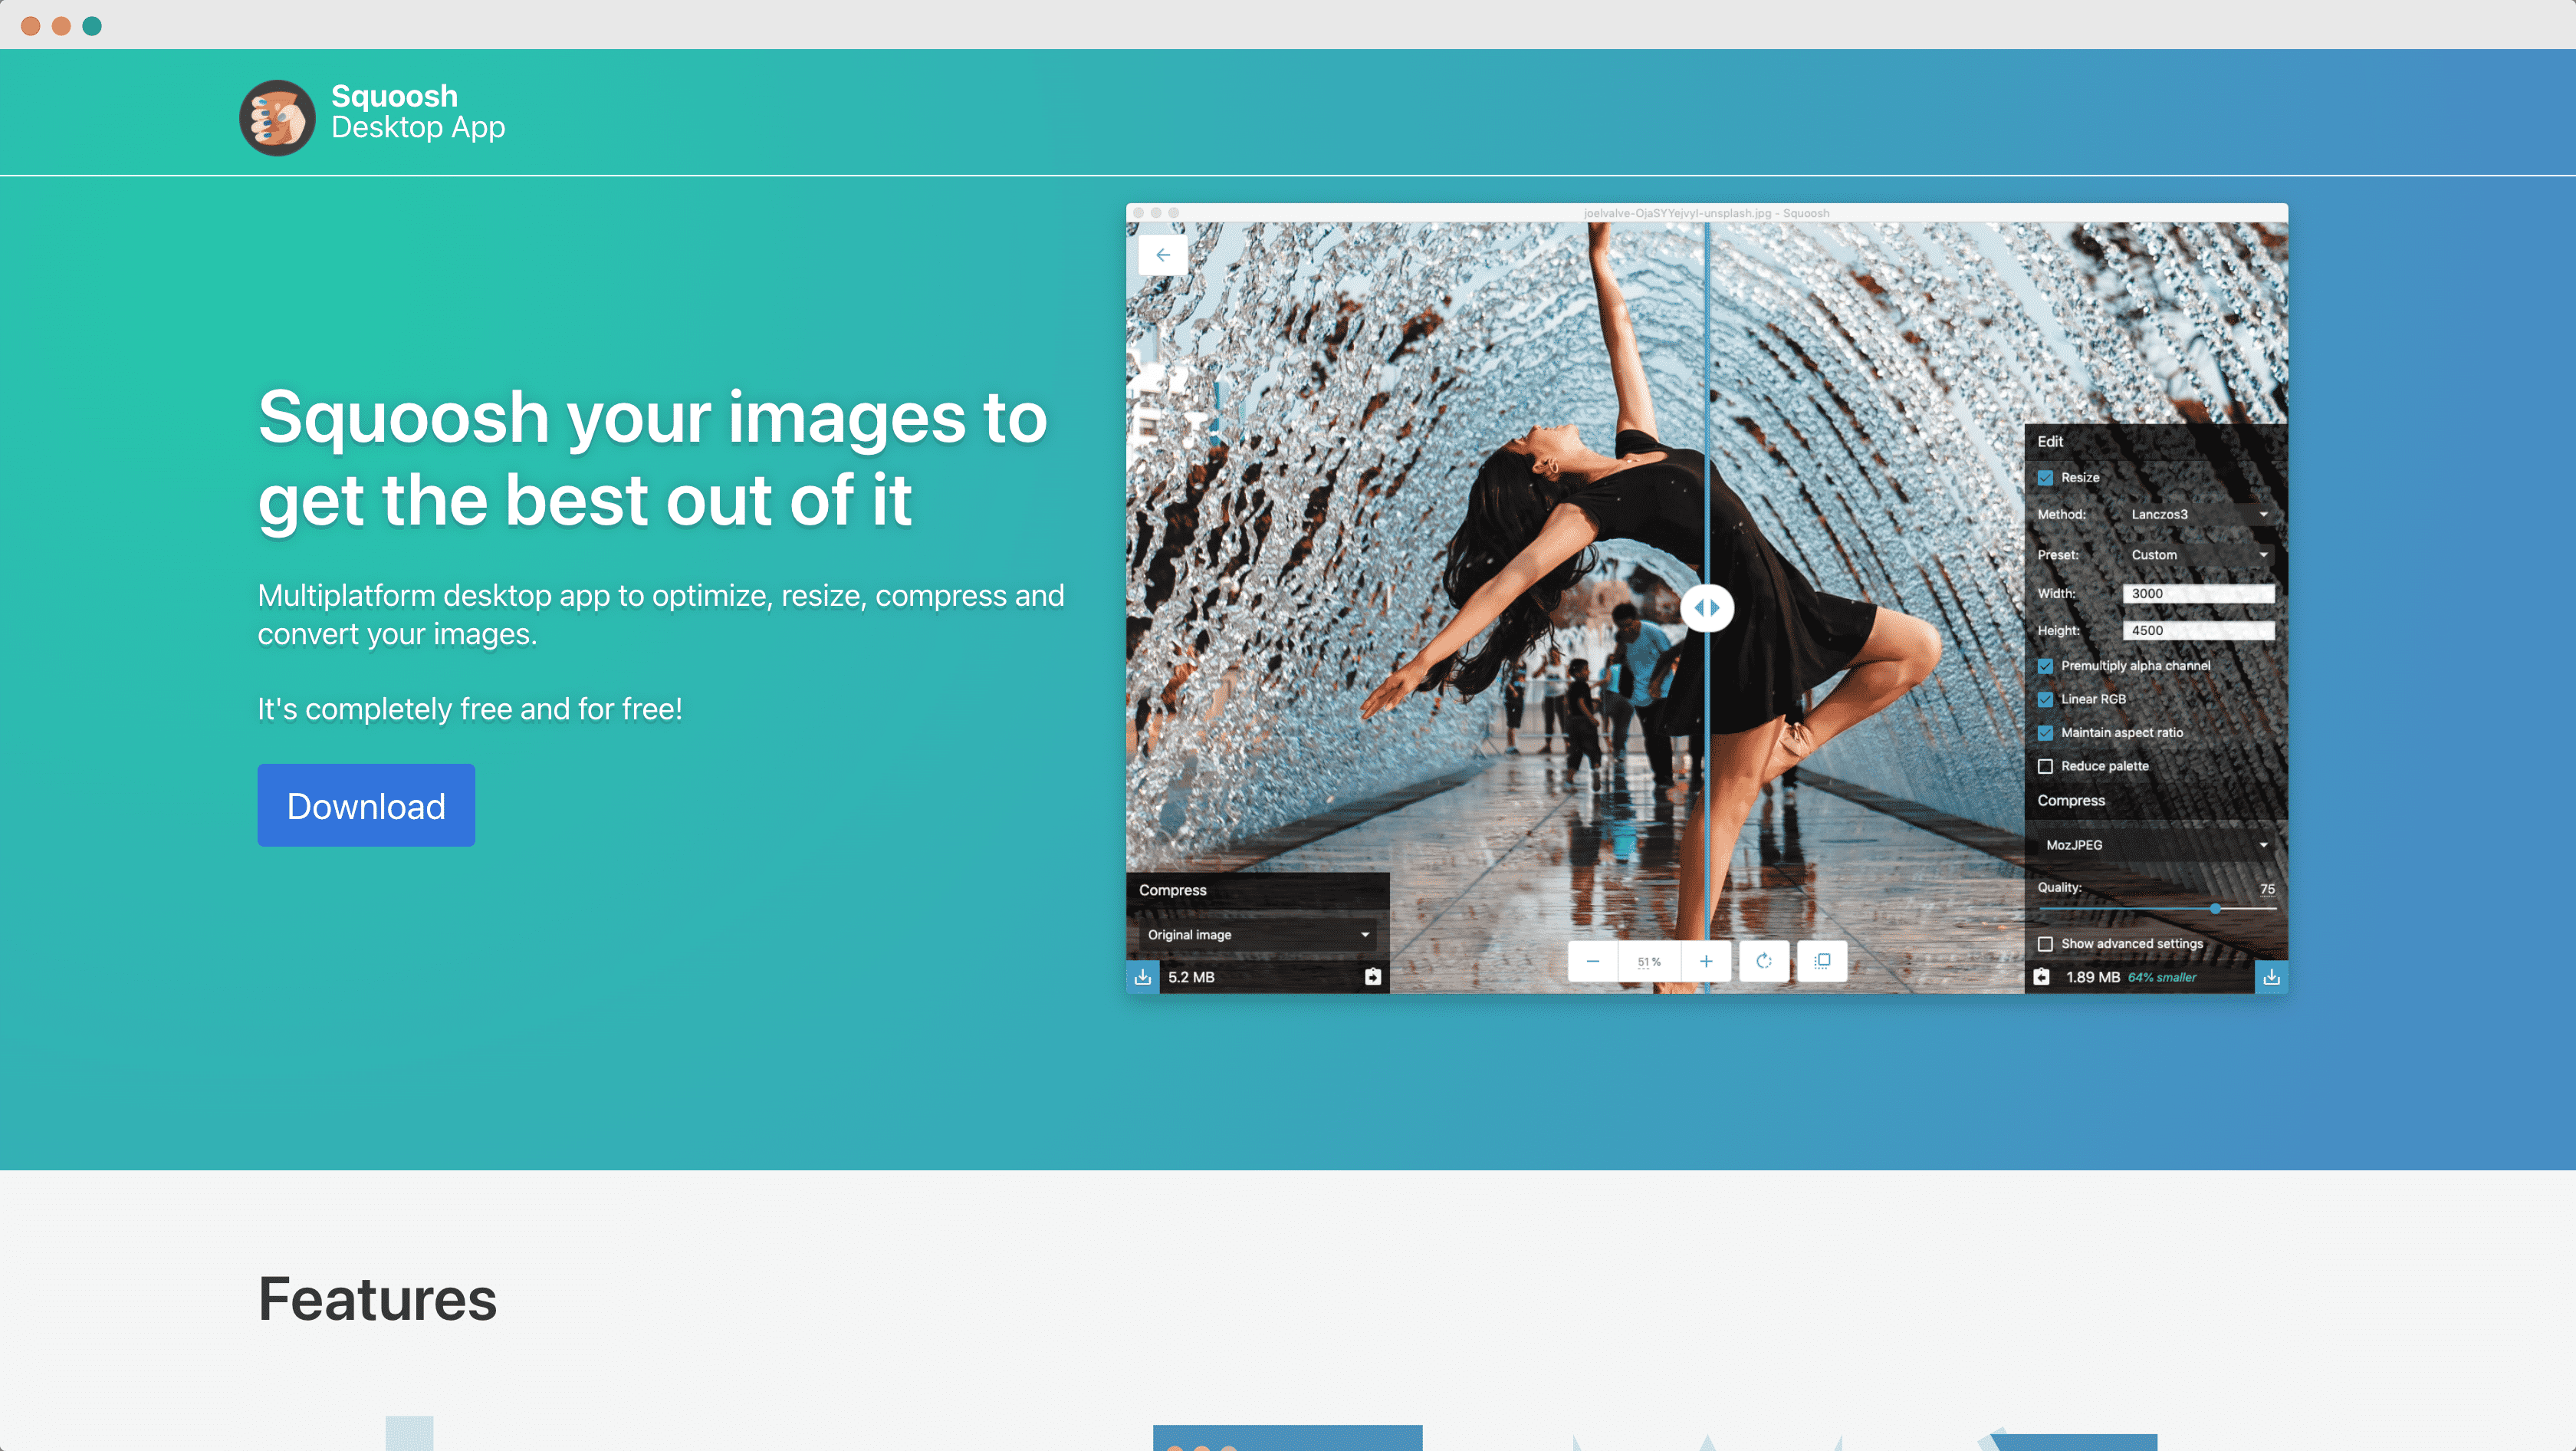 Squoosh
Desktop App
Squoosh your images to
get the best out of it
Multiplatform desktop app to optimize, resize, compress and
convert your images.
It's completely free and for free!
Download
joelvalve-OjaSYYejvyI-unsplash.jpg - Squoosh
Edit
Resize
Method: Lanczos3
Preset: Custom
Width: 3000
Height: 4500
Premultiply alpha channel
Linear RGB
Maintain aspect ratio
Reduce palette
Compress
MozJPEG
Quality: 75
Show advanced settings
1.89 MB 64% smaller
Compress
Original image
5.2 MB
51 %
Features